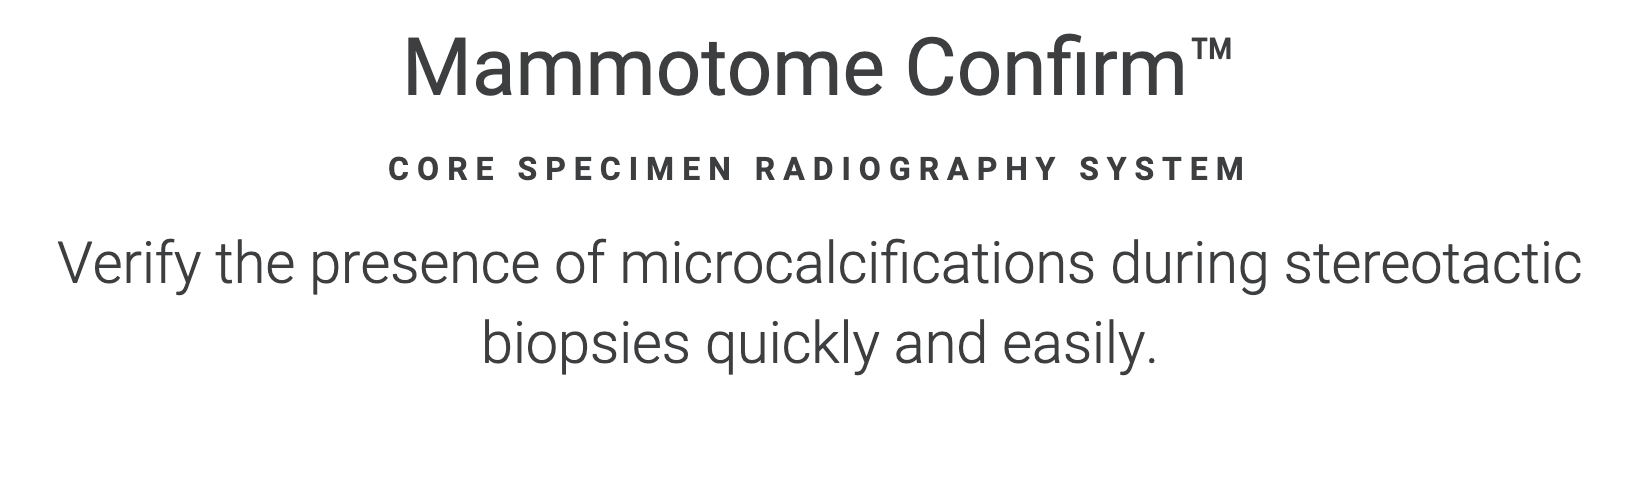 Mammotome Confirm™
CORE SPECIMEN RADIOGRAPHY SYSTEM
Verify the presence of microcalcifications during stereotactic
biopsies quickly and easily.